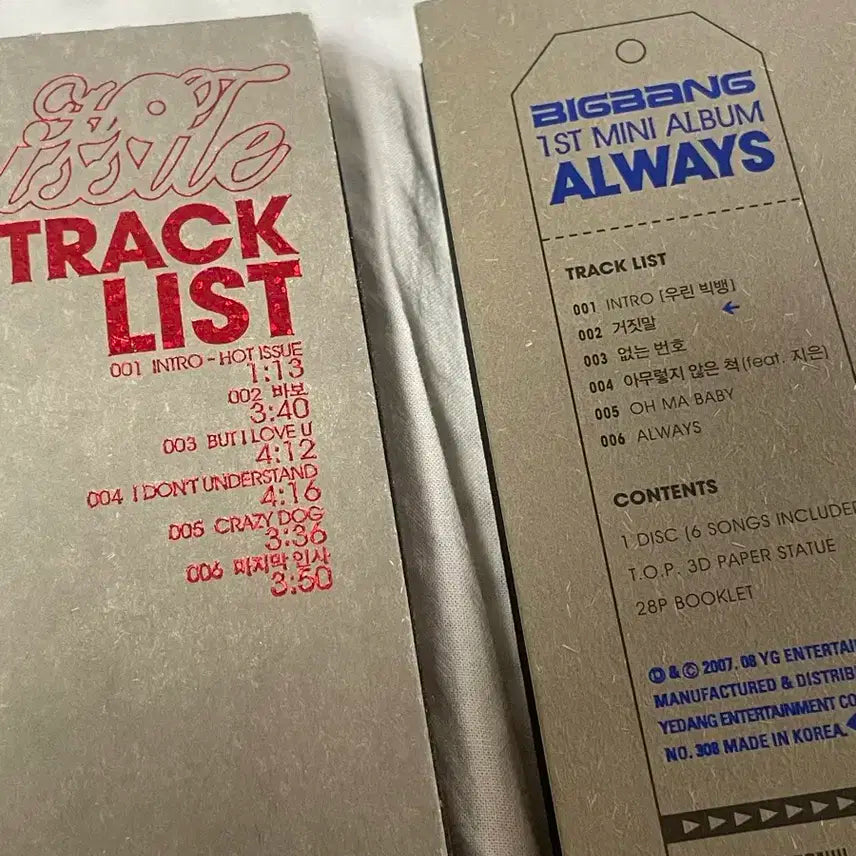 HOT
issue
TRACK
LIST
001 INTRO - HOT ISSUE
1:13
002 바보
3:40
003 BUT I LOVE U
4:12
004 I DON'T UNDERSTAND
4:16
005 CRAZY DOG
3:36
006 마지막 인사
3:50
BIGBANG
1ST MINI ALBUM
ALWAYS
TRACK LIST
001 INTRO [우린 빅뱅]
002 거짓말
003 없는 번호
004 아무렇지 않은 척(feat. 지은)
005 OH MA BABY
006 ALWAYS
CONTENTS
1 DISC (6 SONGS INCLUDED
T.O.P. 3D PAPER STATUE
28P BOOKLET
Ⓟ & © 2007. 08 YG ENTERTAI
MANUFACTURED & DISTRIB
YEDANG ENTERTAINMENT CO
NO. 308 MADE IN KOREA.